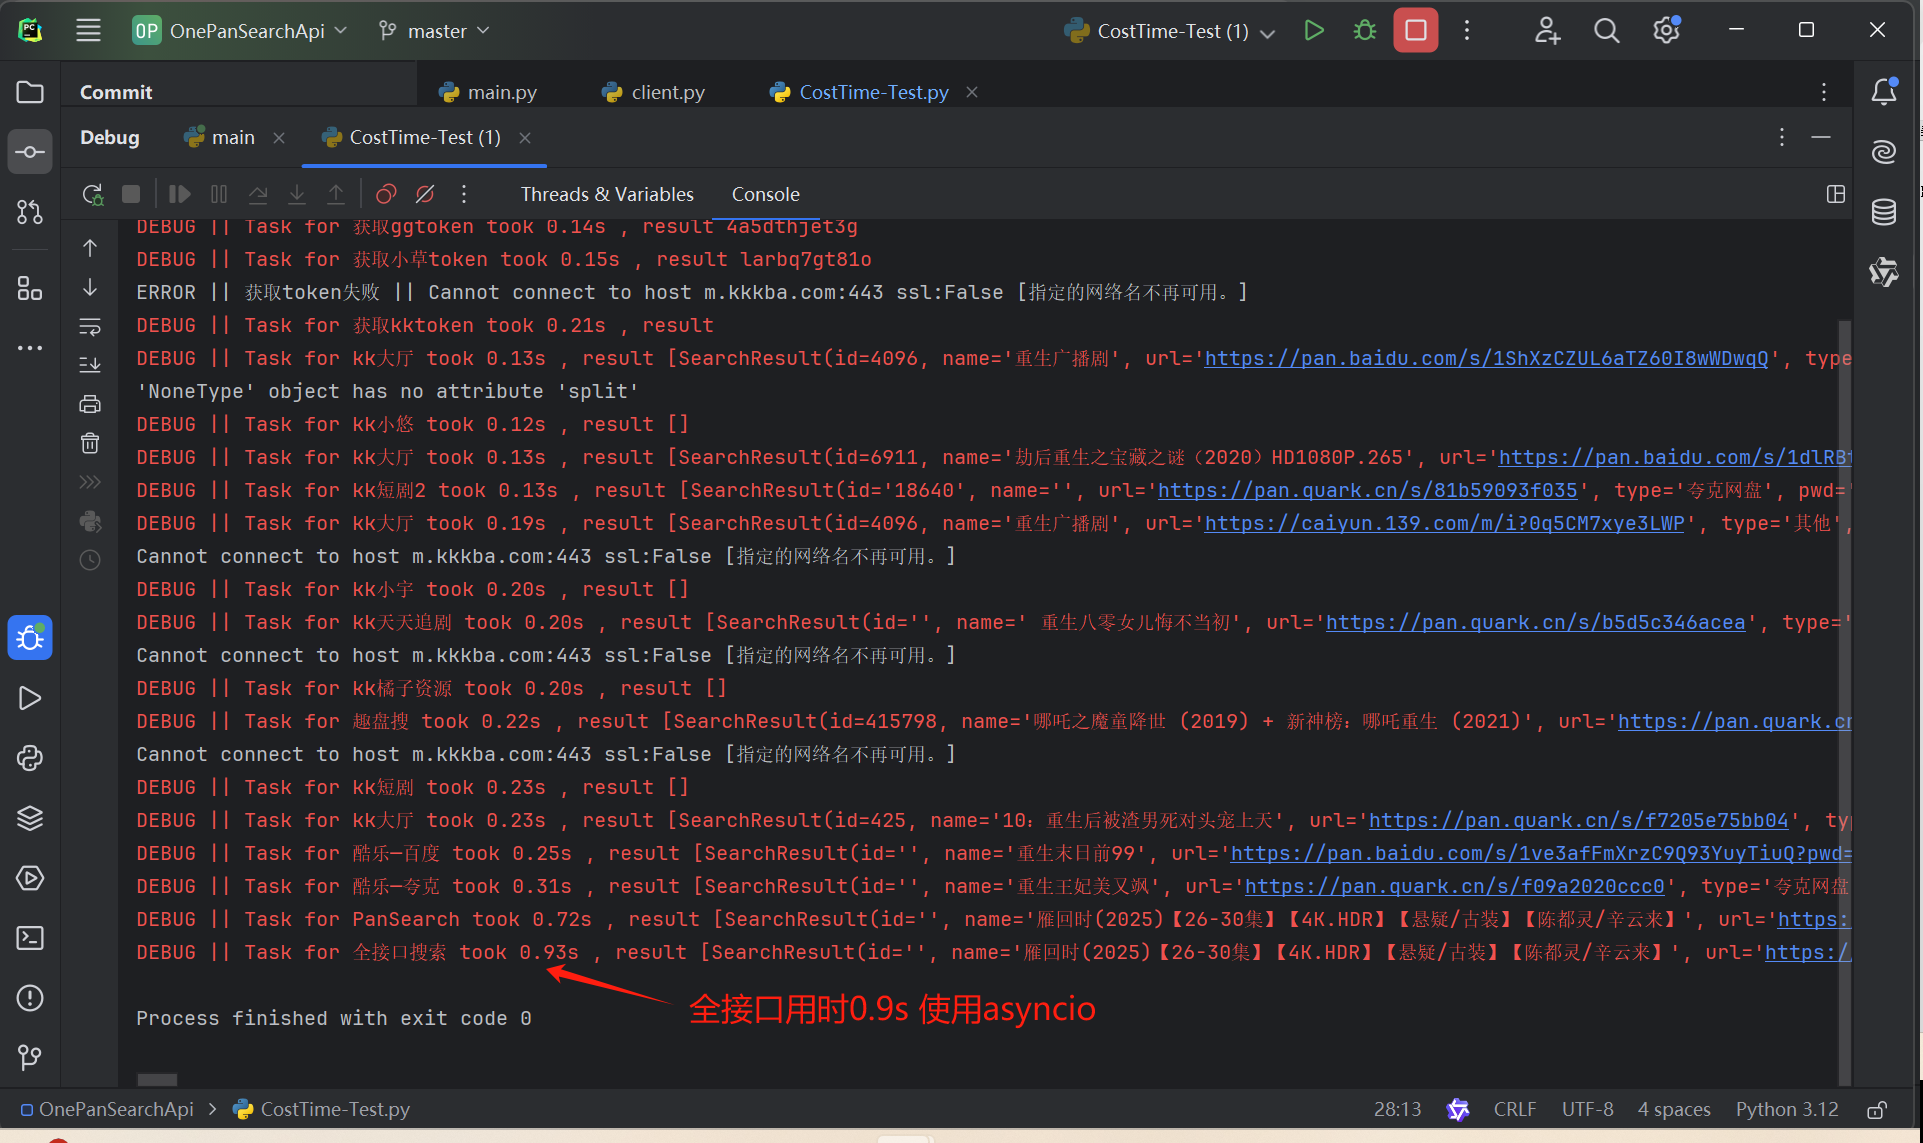 OP OnePanSearchApi master CostTime-Test (1)
Commit main.py client.py CostTime-Test.py
Debug main CostTime-Test (1)
Threads & Variables Console
DEBUG || Task for 获取ggtoken took 0.14s , result 4a5dthjet3g
DEBUG || Task for 获取小草token took 0.15s , result larbq7gt81o
ERROR || 获取token失败 || Cannot connect to host m.kkkba.com:443 ssl:False [指定的网络名不再可用。]
DEBUG || Task for 获取kktoken took 0.21s , result
DEBUG || Task for kk大厅 took 0.13s , result [SearchResult(id=4096, name='重生广播剧', url='https://pan.baidu.com/s/1ShXzCZUL6aTZ60I8wWDwqQ', type
'NoneType' object has no attribute 'split'
DEBUG || Task for kk小悠 took 0.12s , result []
DEBUG || Task for kk大厅 took 0.13s , result [SearchResult(id=6911, name='劫后重生之宝藏之谜（2020）HD1080P.265', url='https://pan.baidu.com/s/1dlRB
DEBUG || Task for kk短剧2 took 0.13s , result [SearchResult(id='18640', name='', url='https://pan.quark.cn/s/81b59093f035', type='夸克网盘', pwd='
DEBUG || Task for kk大厅 took 0.19s , result [SearchResult(id=4096, name='重生广播剧', url='https://caiyun.139.com/m/i?0q5CM7xye3LWP', type='其他',
Cannot connect to host m.kkkba.com:443 ssl:False [指定的网络名不再可用。]
DEBUG || Task for kk小宇 took 0.20s , result []
DEBUG || Task for kk天天追剧 took 0.20s , result [SearchResult(id='', name=' 重生八零女儿悔不当初', url='https://pan.quark.cn/s/b5d5c346acea', type='
Cannot connect to host m.kkkba.com:443 ssl:False [指定的网络名不再可用。]
DEBUG || Task for kk橘子资源 took 0.20s , result []
DEBUG || Task for 趣盘搜 took 0.22s , result [SearchResult(id=415798, name='哪吒之魔童降世 (2019) + 新神榜：哪吒重生 (2021)', url='https://pan.quark.cn
Cannot connect to host m.kkkba.com:443 ssl:False [指定的网络名不再可用。]
DEBUG || Task for kk短剧 took 0.23s , result []
DEBUG || Task for kk大厅 took 0.23s , result [SearchResult(id=425, name='10：重生后被渣男死对头宠上天', url='https://pan.quark.cn/s/f7205e75bb04', ty
DEBUG || Task for 酷乐—百度 took 0.25s , result [SearchResult(id='', name='重生末日前99', url='https://pan.baidu.com/s/1ve3afFmXrzC9Q93YuyTiuQ?pwd=
DEBUG || Task for 酷乐—夸克 took 0.31s , result [SearchResult(id='', name='重生王妃美又飒', url='https://pan.quark.cn/s/f09a2020ccc0', type='夸克网盘
DEBUG || Task for PanSearch took 0.72s , result [SearchResult(id='', name='雁回时(2025)【26-30集】【4K.HDR】【悬疑/古装】【陈都灵/辛云来】', url='https:
DEBUG || Task for 全接口搜索 took 0.93s , result [SearchResult(id='', name='雁回时(2025)【26-30集】【4K.HDR】【悬疑/古装】【陈都灵/辛云来】', url='https:/
全接口用时0.9s 使用asyncio
Process finished with exit code 0
OnePanSearchApi > CostTime-Test.py 28:13 CRLF UTF-8 4 spaces Python 3.12